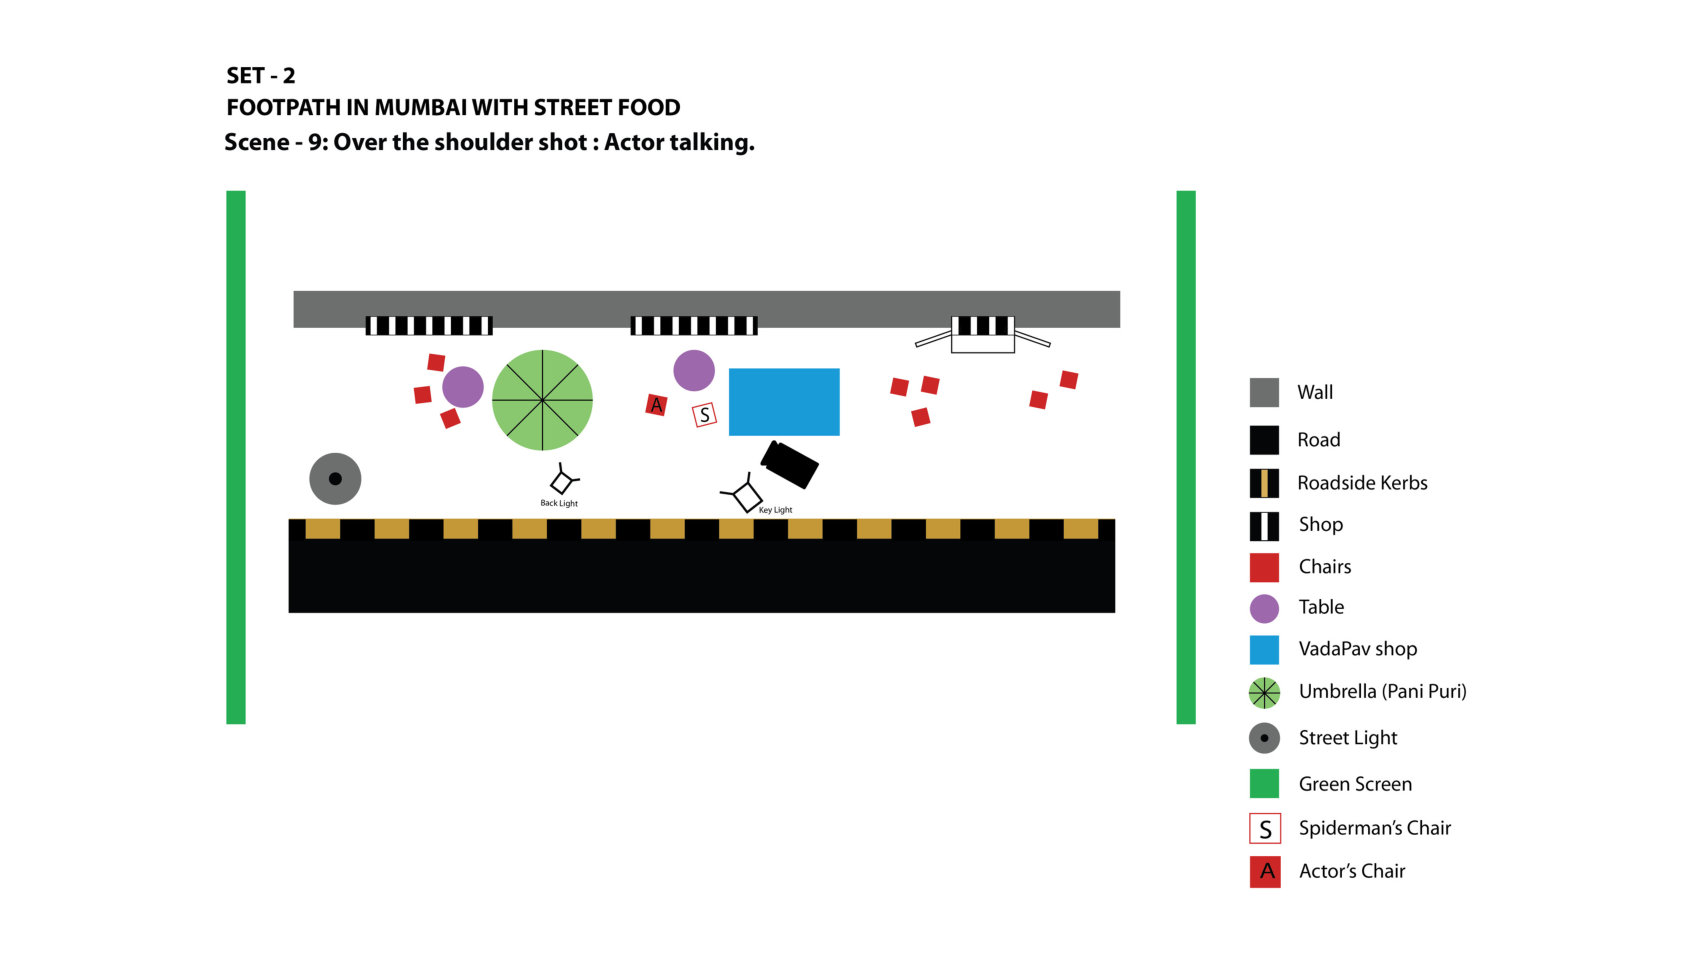 SET - 2
FOOTPATH IN MUMBAI WITH STREET FOOD
Scene - 9: Over the shoulder shot : Actor talking.
A
S
Back Light
Key Light
Wall
Road
Roadside Kerbs
Shop
Chairs
Table
VadaPav shop
Umbrella (Pani Puri)
Street Light
Green Screen
S Spiderman’s Chair
A Actor’s Chair